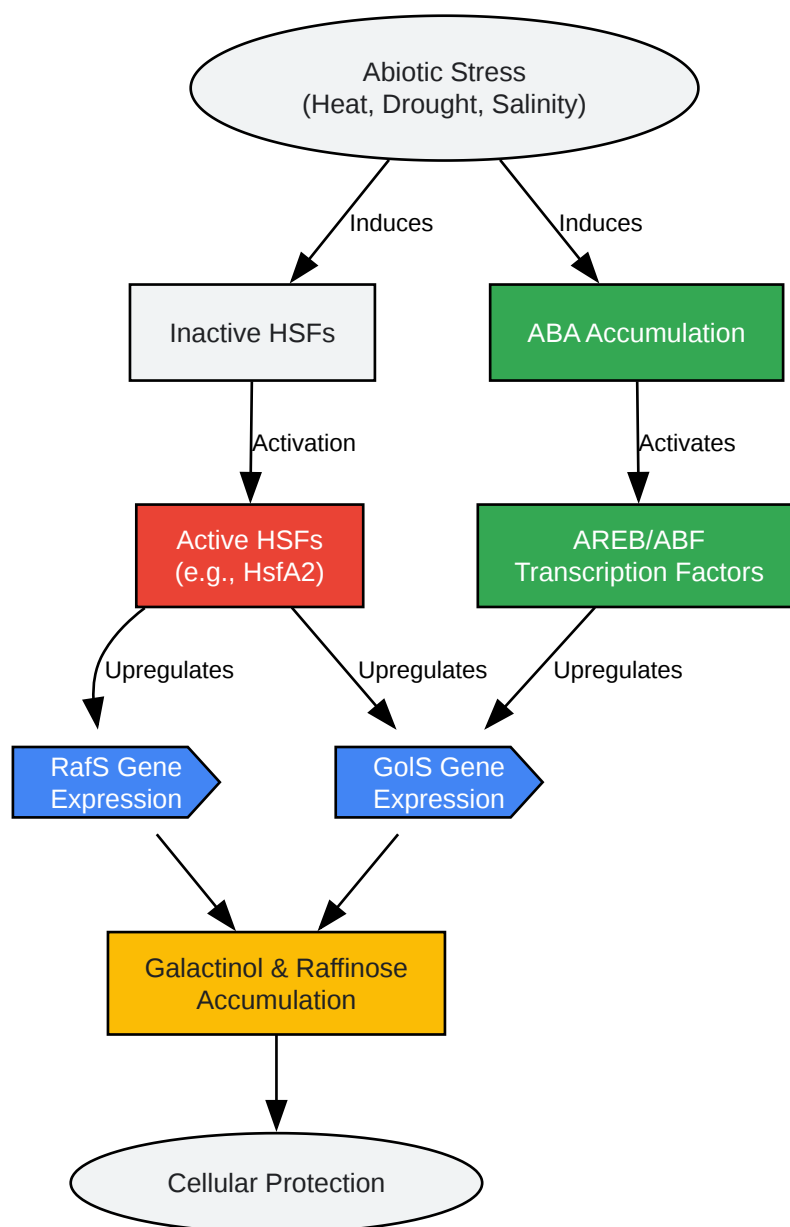 Abiotic Stress
(Heat, Drought, Salinity)
Induces
Induces
Inactive HSFs
ABA Accumulation
Activation
Activates
Active HSFs
(e.g., HsfA2)
AREB/ABF
Transcription Factors
Upregulates
Upregulates
Upregulates
RafS Gene
Expression
GolS Gene
Expression
Galactinol & Raffinose
Accumulation
Cellular Protection